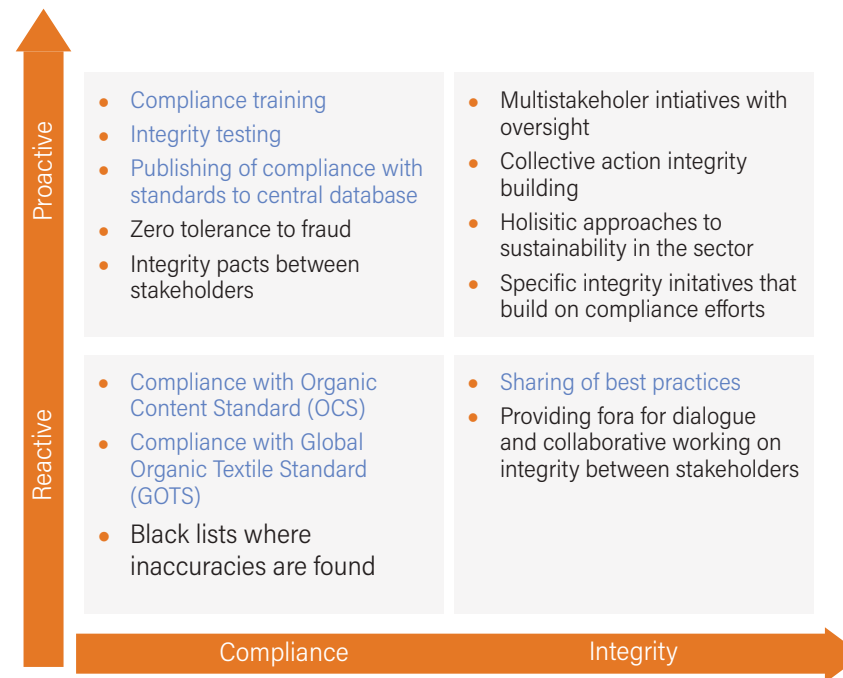 Proactive
Compliance training
Integrity testing
Publishing of compliance with
standards to central database
Zero tolerance to fraud
Integrity pacts between
stakeholders
Multistakeholer intiatives with
oversight
Collective action integrity
building
Holisitic approaches to
sustainability in the sector
Specific integrity initatives that
build on compliance efforts
Reactive
Compliance with Organic
Content Standard (OCS)
Compliance with Global
Organic Textile Standard
(GOTS)
Black lists where
inaccuracies are found
Sharing of best practices
Providing fora for dialogue
and collaborative working on
integrity between stakeholders
Compliance
Integrity